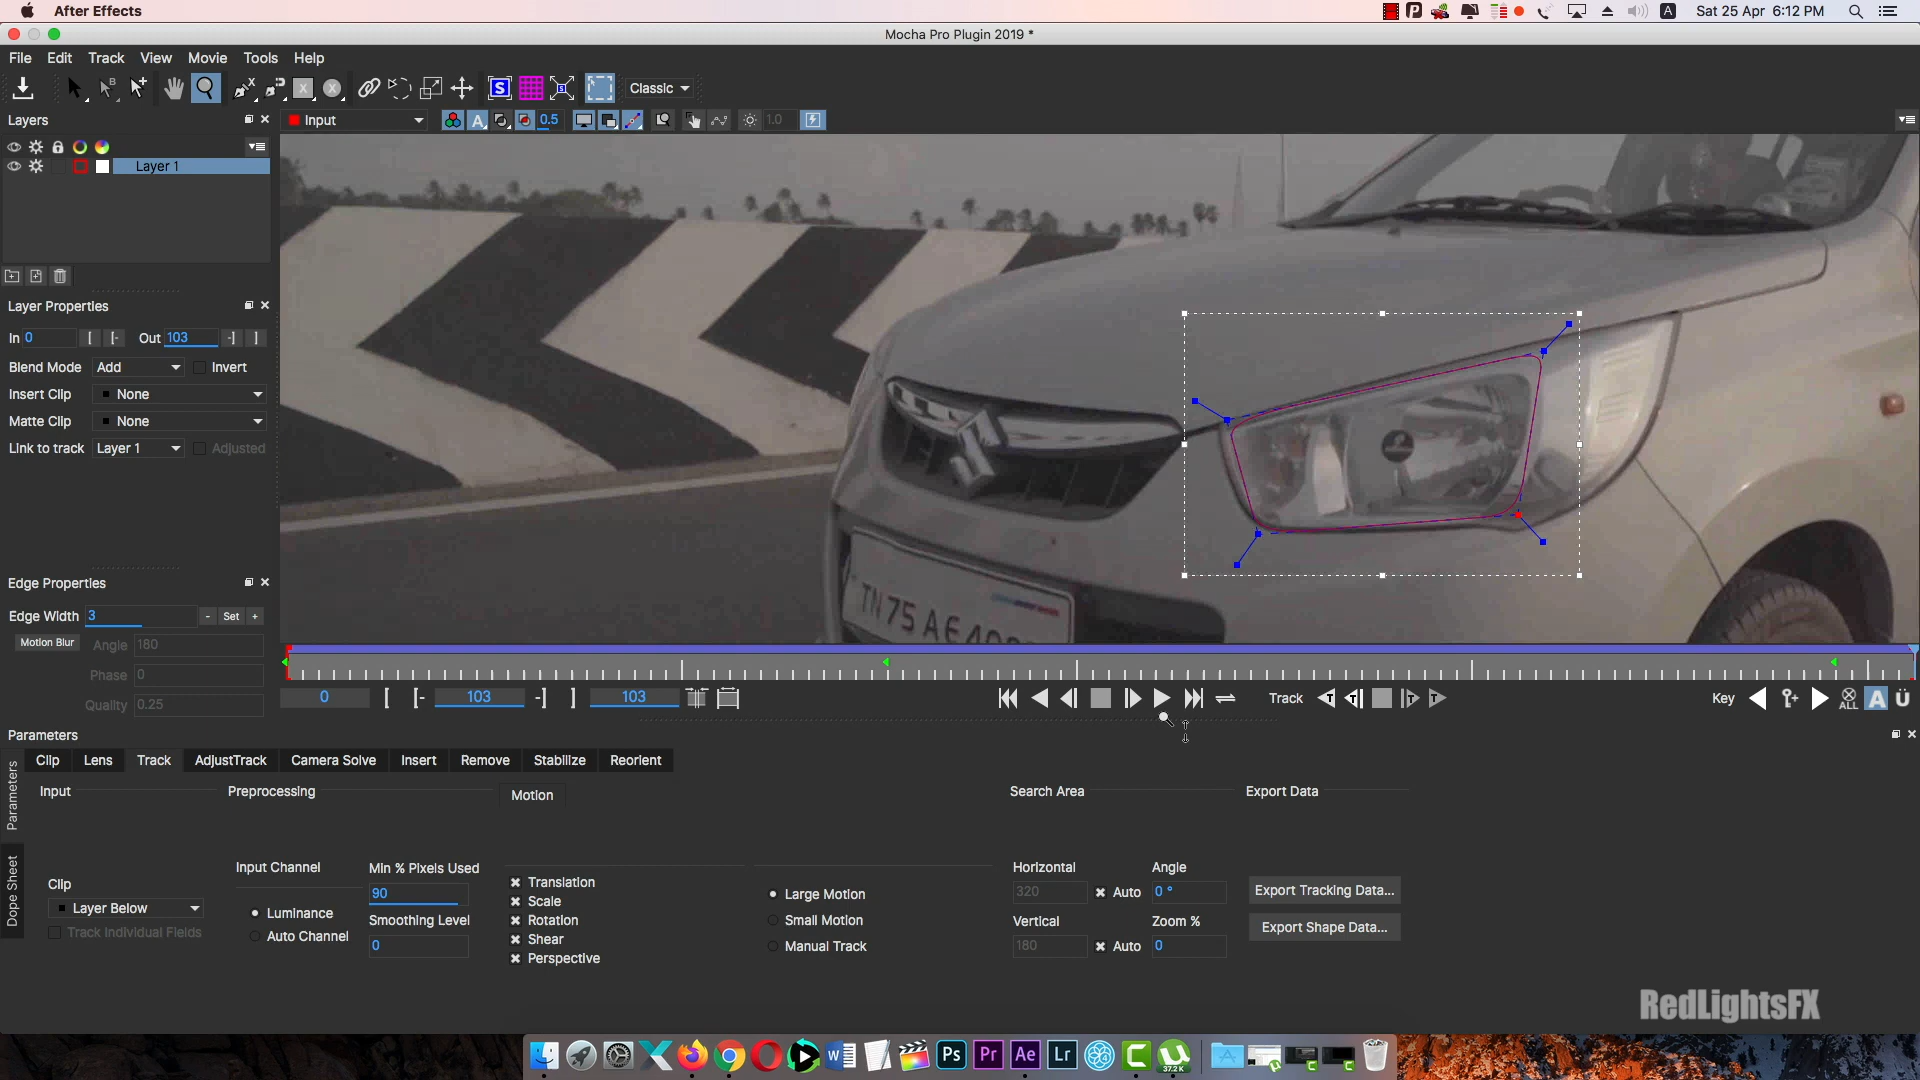 After Effects
A
Sat 25 Apr 6:12 PM
Mocha Pro Plugin 2019 *
File Edit Track View Movie Tools Help
Classic
Layers
Input
A
0.5
1.0
Layer 1
Layer Properties
In 0 Out 103
Blend Mode Add Invert
Insert Clip None
Matte Clip None
Link to track Layer 1 Adjusted
Edge Properties
Edge Width 3 - Set +
Motion Blur Angle 180
Phase 0
Quality 0.25
0 103 103
Track
Key ALL A Ü
Parameters
Clip Lens Track AdjustTrack Camera Solve Insert Remove Stabilize Reorient
Parameters
Dope Sheet
Input Preprocessing Motion Search Area Export Data
Input Channel Min % Pixels Used Horizontal Angle
Clip 90 Translation Large Motion 320 Auto 0 ° Export Tracking Data...
Layer Below Luminance Smoothing Level Scale Small Motion Vertical Zoom % Export Shape Data...
Track Individual Fields Auto Channel 0 Rotation Manual Track 180 Auto 0
Shear
Perspective
RedLightsFX
Ps Pr Ae Lr
37.2 K